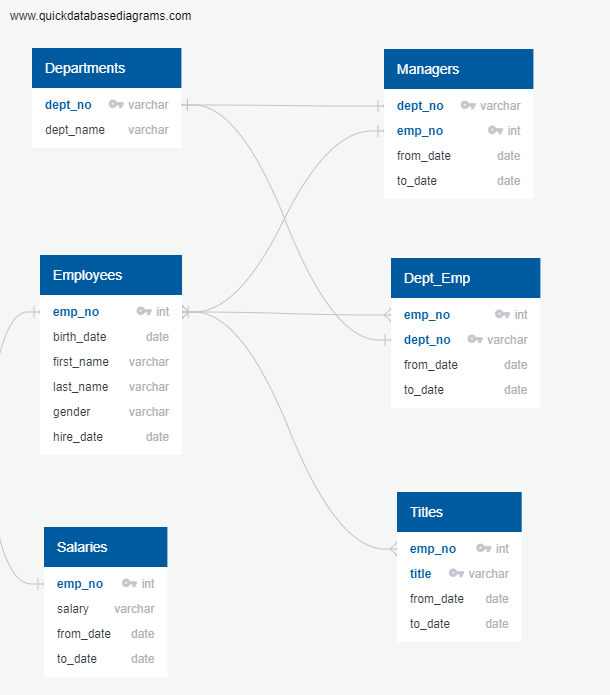 www.quickdatabasediagrams.com
Departments
dept_no varchar
dept_name varchar
Managers
dept_no varchar
emp_no int
from_date date
to_date date
Employees
emp_no int
birth_date date
first_name varchar
last_name varchar
gender varchar
hire_date date
Dept_Emp
emp_no int
dept_no varchar
from_date date
to_date date
Salaries
emp_no int
salary varchar
from_date date
to_date date
Titles
emp_no int
title varchar
from_date date
to_date date